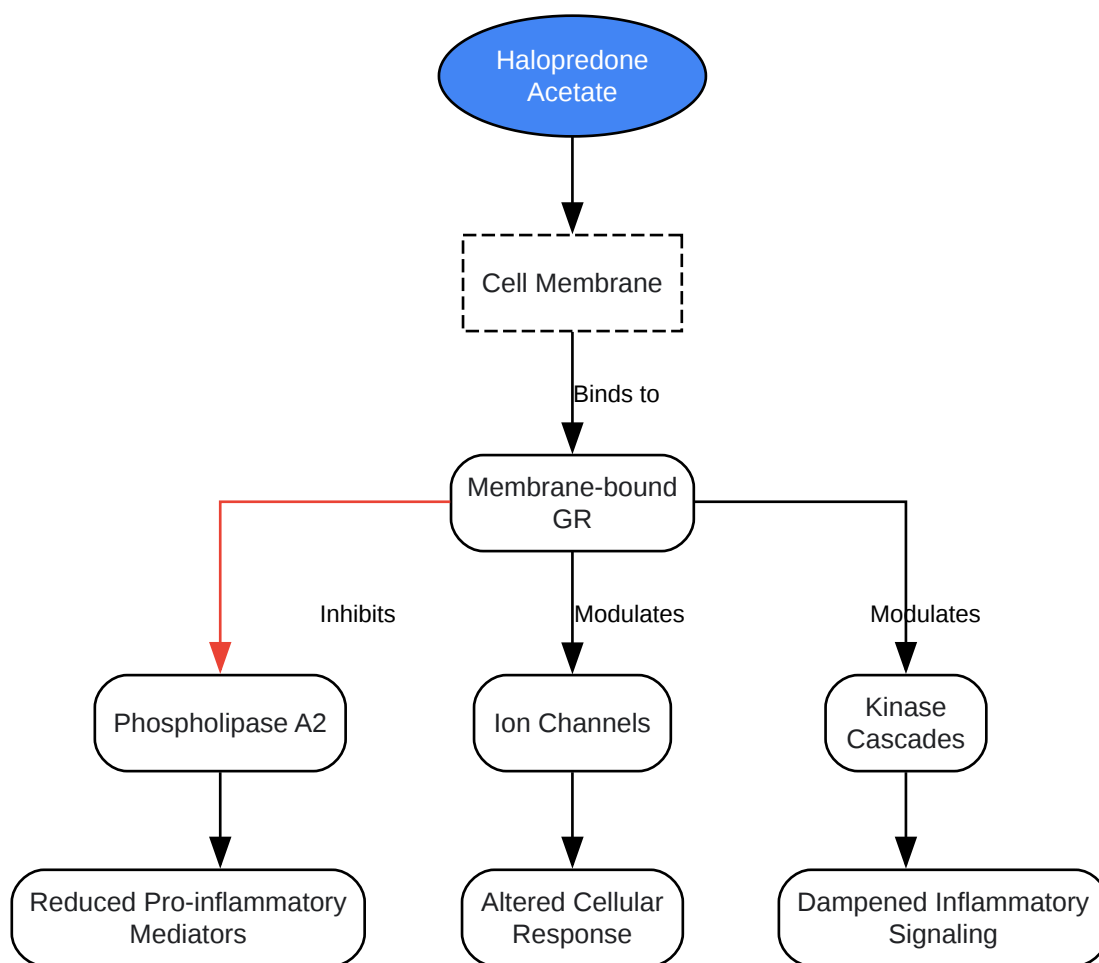 Halopredone
Acetate
Cell Membrane
Binds to
Membrane-bound
GR
Inhibits
Modulates
Modulates
Phospholipase A2
Ion Channels
Kinase
Cascades
Reduced Pro-inflammatory
Mediators
Altered Cellular
Response
Dampened Inflammatory
Signaling